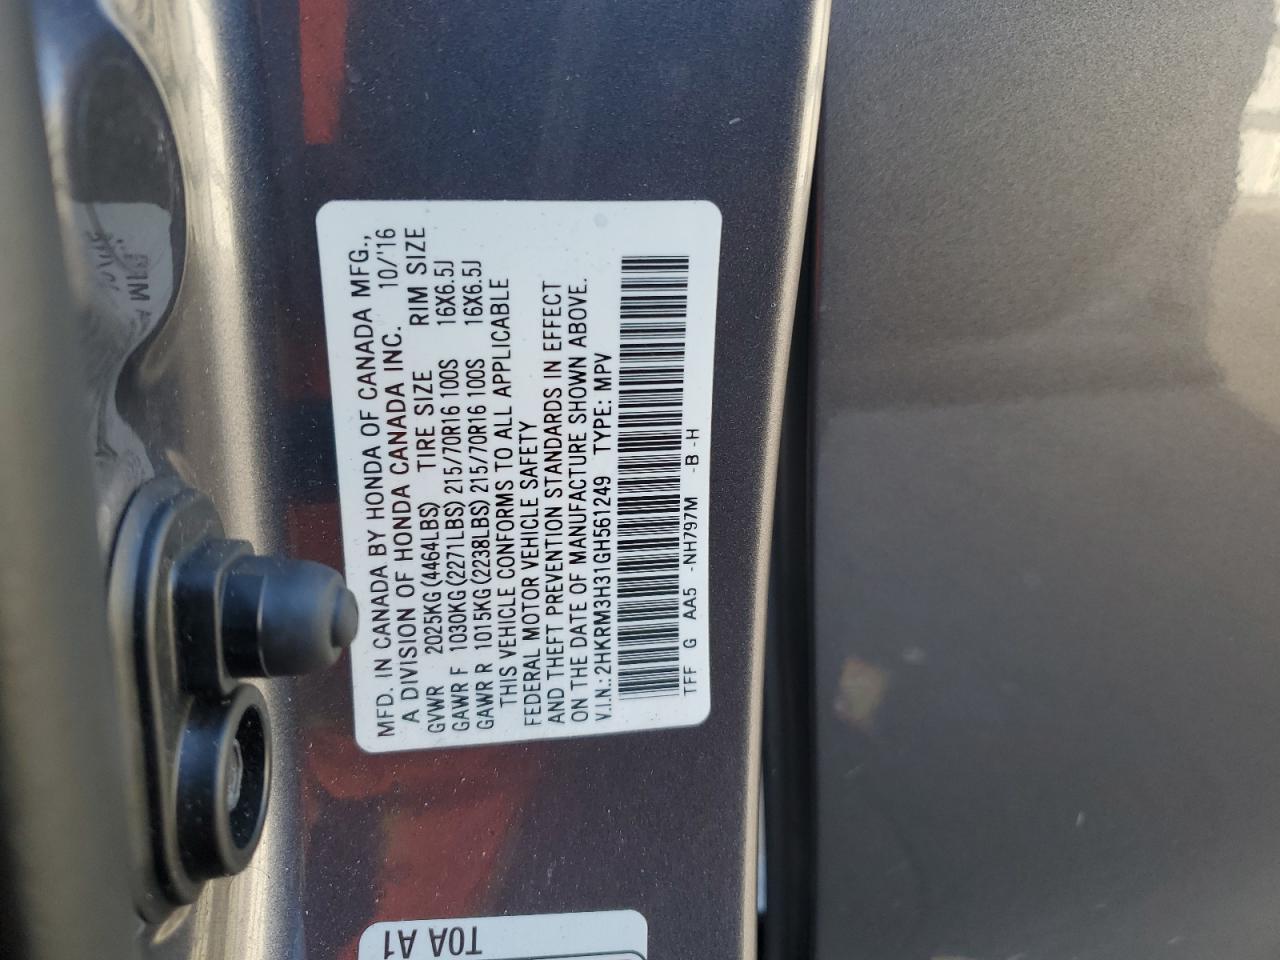 MFD. IN CANADA BY HONDA OF CANADA MFG.,
A DIVISION OF HONDA CANADA INC. 10/'16
GVWR 2025KG(4464LBS) TIRE SIZE RIM SIZE
GAWR F 1030KG(2271LBS) 215/70R16 100S 16X6.5J
GAWR R 1015KG(2238LBS) 215/70R16 100S 16X6.5J
THIS VEHICLE CONFORMS TO ALL APPLICABLE
FEDERAL MOTOR VEHICLE SAFETY
AND THEFT PREVENTION STANDARDS IN EFFECT
ON THE DATE OF MANUFACTURE SHOWN ABOVE.
V.I.N.: 2HKRM3H31GH561249 TYPE: MPV
TFF G AA5 -NH797M -B -H
T0A A1